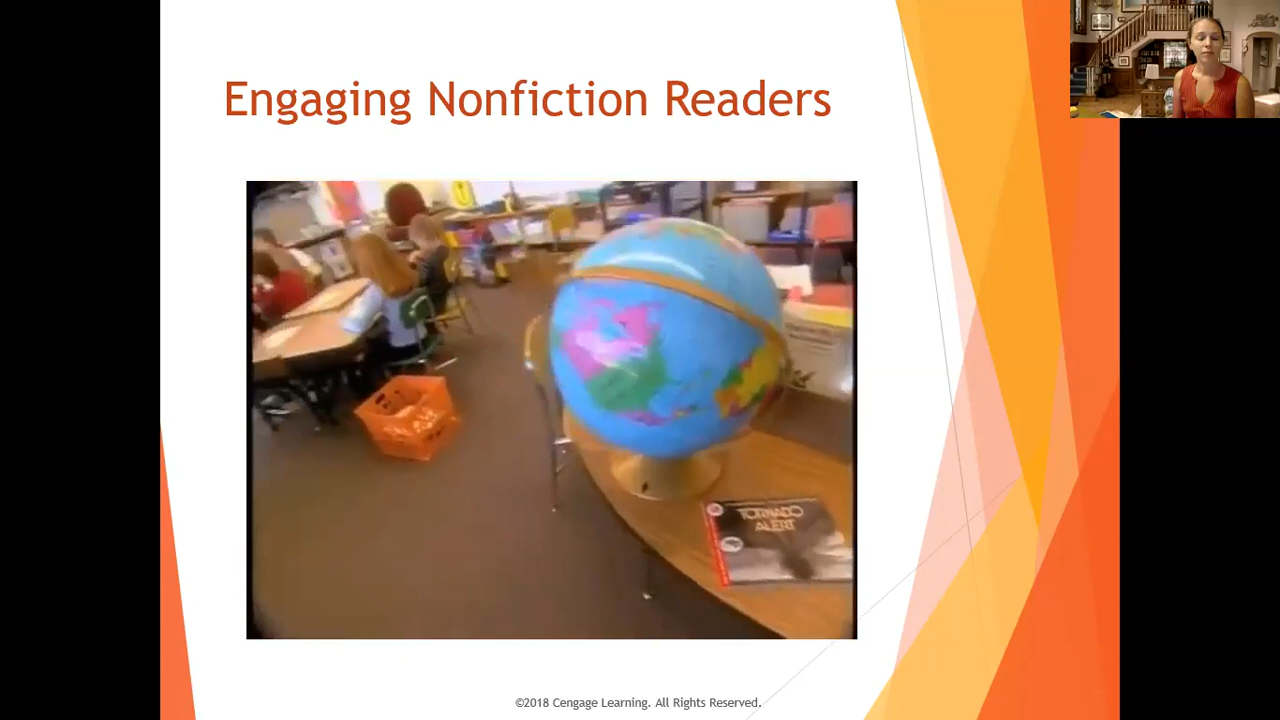 Engaging Nonfiction Readers
TORNADO
ALERT
©2018 Cengage Learning. All Rights Reserved.